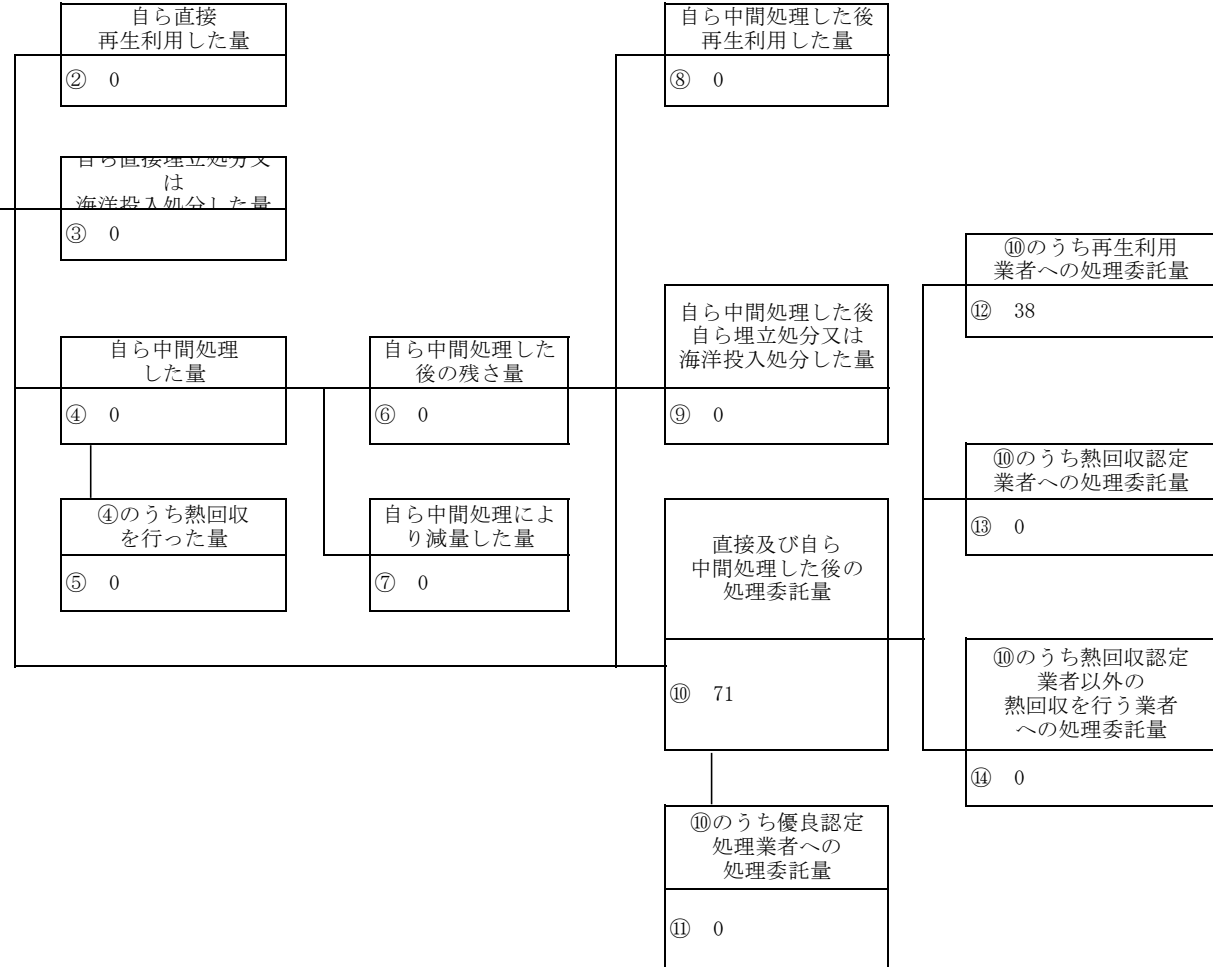 自ら直接
再生利用した量
② 0
自ら直接埋立処分又
は
海洋投入処分した量
③ 0
自ら中間処理
した量
④ 0
④のうち熱回収
を行った量
⑤ 0
自ら中間処理した
後の残さ量
⑥ 0
自ら中間処理によ
り減量した量
⑦ 0
自ら中間処理した後
再生利用した量
⑧ 0
自ら中間処理した後
自ら埋立処分又は
海洋投入処分した量
⑨ 0
直接及び自ら
中間処理した後の
処理委託量
⑩ 71
⑩のうち優良認定
処理業者への
処理委託量
⑪ 0
⑩のうち再生利用
業者への処理委託量
⑫ 38
⑩のうち熱回収認定
業者への処理委託量
⑬ 0
⑩のうち熱回収認定
業者以外の
熱回収を行う業者
への処理委託量
⑭ 0